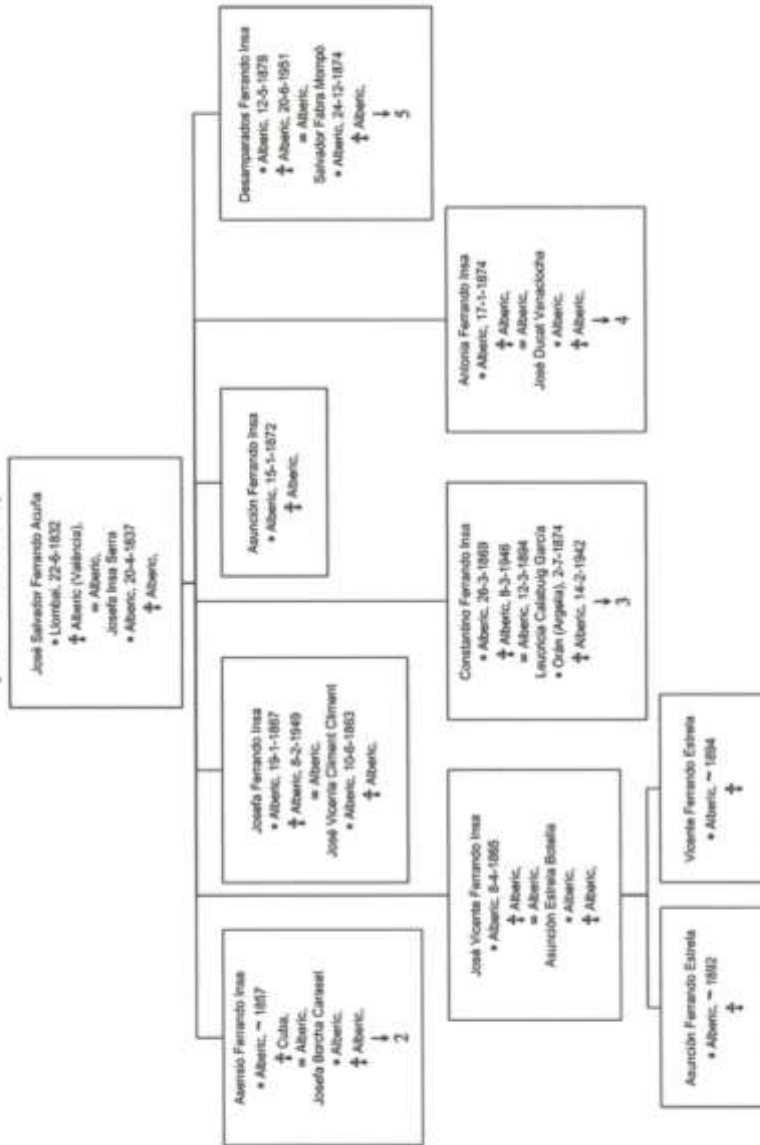 José Salvador Ferrando Acuña
* Llombai, 22-6-1832
✝ Alberic (València),
= Alberic,
Josefa Insa Serra
* Alberic, 20-4-1837
✝ Alberic,
Asensio Ferrando Insa
* Alberic, ~ 1857
✝ Cuba,
= Alberic,
Josefa Borcha Carasel
* Alberic,
✝ Alberic,
↓
2
Josefa Ferrando Insa
* Alberic, 19-1-1867
✝ Alberic, 8-2-1949
= Alberic,
José Vicente Climent Climent
* Alberic, 10-6-1863
✝ Alberic,
Asunción Ferrando Insa
* Alberic, 15-1-1872
✝ Alberic,
Desamparados Ferrando Insa
* Alberic, 12-5-1878
✝ Alberic, 20-6-1951
= Alberic,
Salvador Fabra Mompó
* Alberic, 24-12-1874
✝ Alberic,
↓
5
José Vicente Ferrando Insa
* Alberic, 8-4-1865
✝ Alberic,
= Alberic,
Asunción Estrela Botella
* Alberic,
✝ Alberic,
Constantino Ferrando Insa
* Alberic, 26-3-1869
✝ Alberic, 8-3-1946
= Alberic, 12-3-1894
Leucricia Calabuig García
* Orán (Argelia), 2-7-1874
✝ Alberic, 14-2-1942
↓
3
Antonia Ferrando Insa
* Alberic, 17-1-1874
✝ Alberic,
= Alberic,
José Ducat Venaclocha
* Alberic,
✝ Alberic,
↓
4
Asunción Ferrando Estrela
* Alberic, ~ 1892
✝
Vicente Ferrando Estrela
* Alberic, ~ 1894
✝